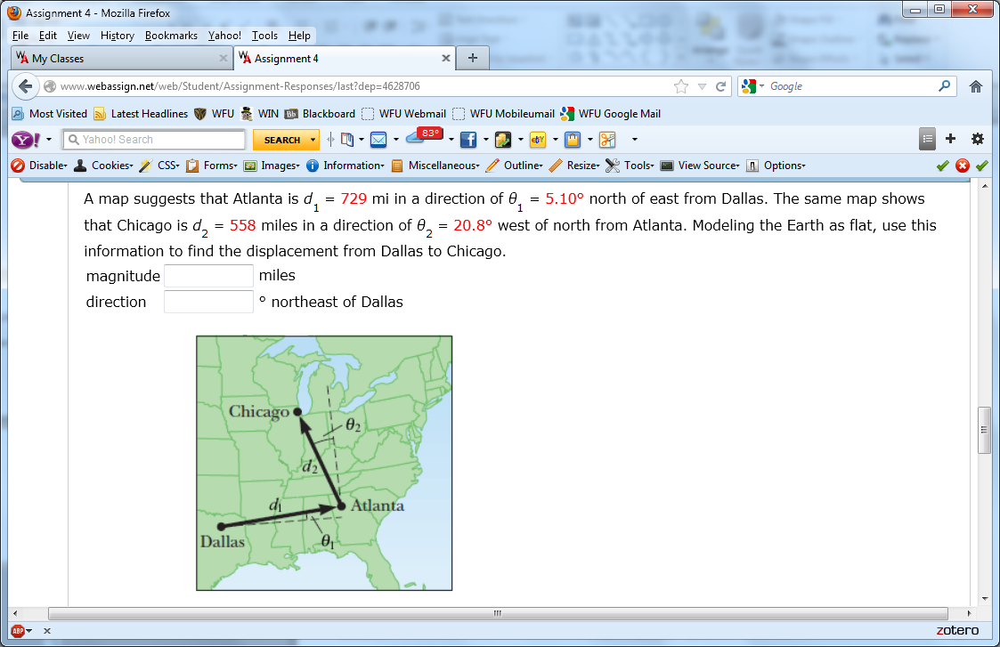 Assignment 4 - Mozilla Firefox
File Edit View History Bookmarks Yahoo! Tools Help
My Classes
Assignment 4
www.webassign.net/web/Student/Assignment-Responses/last?dep=4628706
Google
Most Visited Latest Headlines WFU WIN Bb Blackboard WFU Webmail WFU Mobileumail WFU Google Mail
Y! Yahoo! Search SEARCH 83° eBY
Disable Cookies CSS Forms Images Information Miscellaneous Outline Resize Tools View Source Options
A map suggests that Atlanta is d₁ = 729 mi in a direction of θ₁ = 5.10° north of east from Dallas. The same map shows
that Chicago is d₂ = 558 miles in a direction of θ₂ = 20.8° west of north from Atlanta. Modeling the Earth as flat, use this
information to find the displacement from Dallas to Chicago.
magnitude miles
direction ° northeast of Dallas
Chicago
θ₂
d₂
d₁
Atlanta
Dallas
θ₁
ABP
zotero